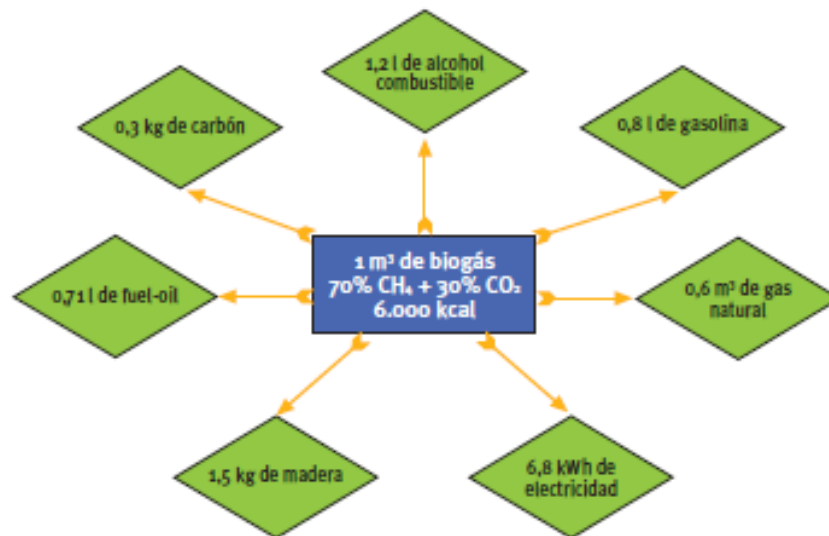 1,2 l de alcohol
combustible
0,3 kg de carbón
0,8 l de gasolina
1 m³ de biogás
70% CH₄ + 30% CO₂
6.000 kcal
0,71 l de fuel-oil
0,6 m³ de gas
natural
1,5 kg de madera
6,8 kWh de
electricidad